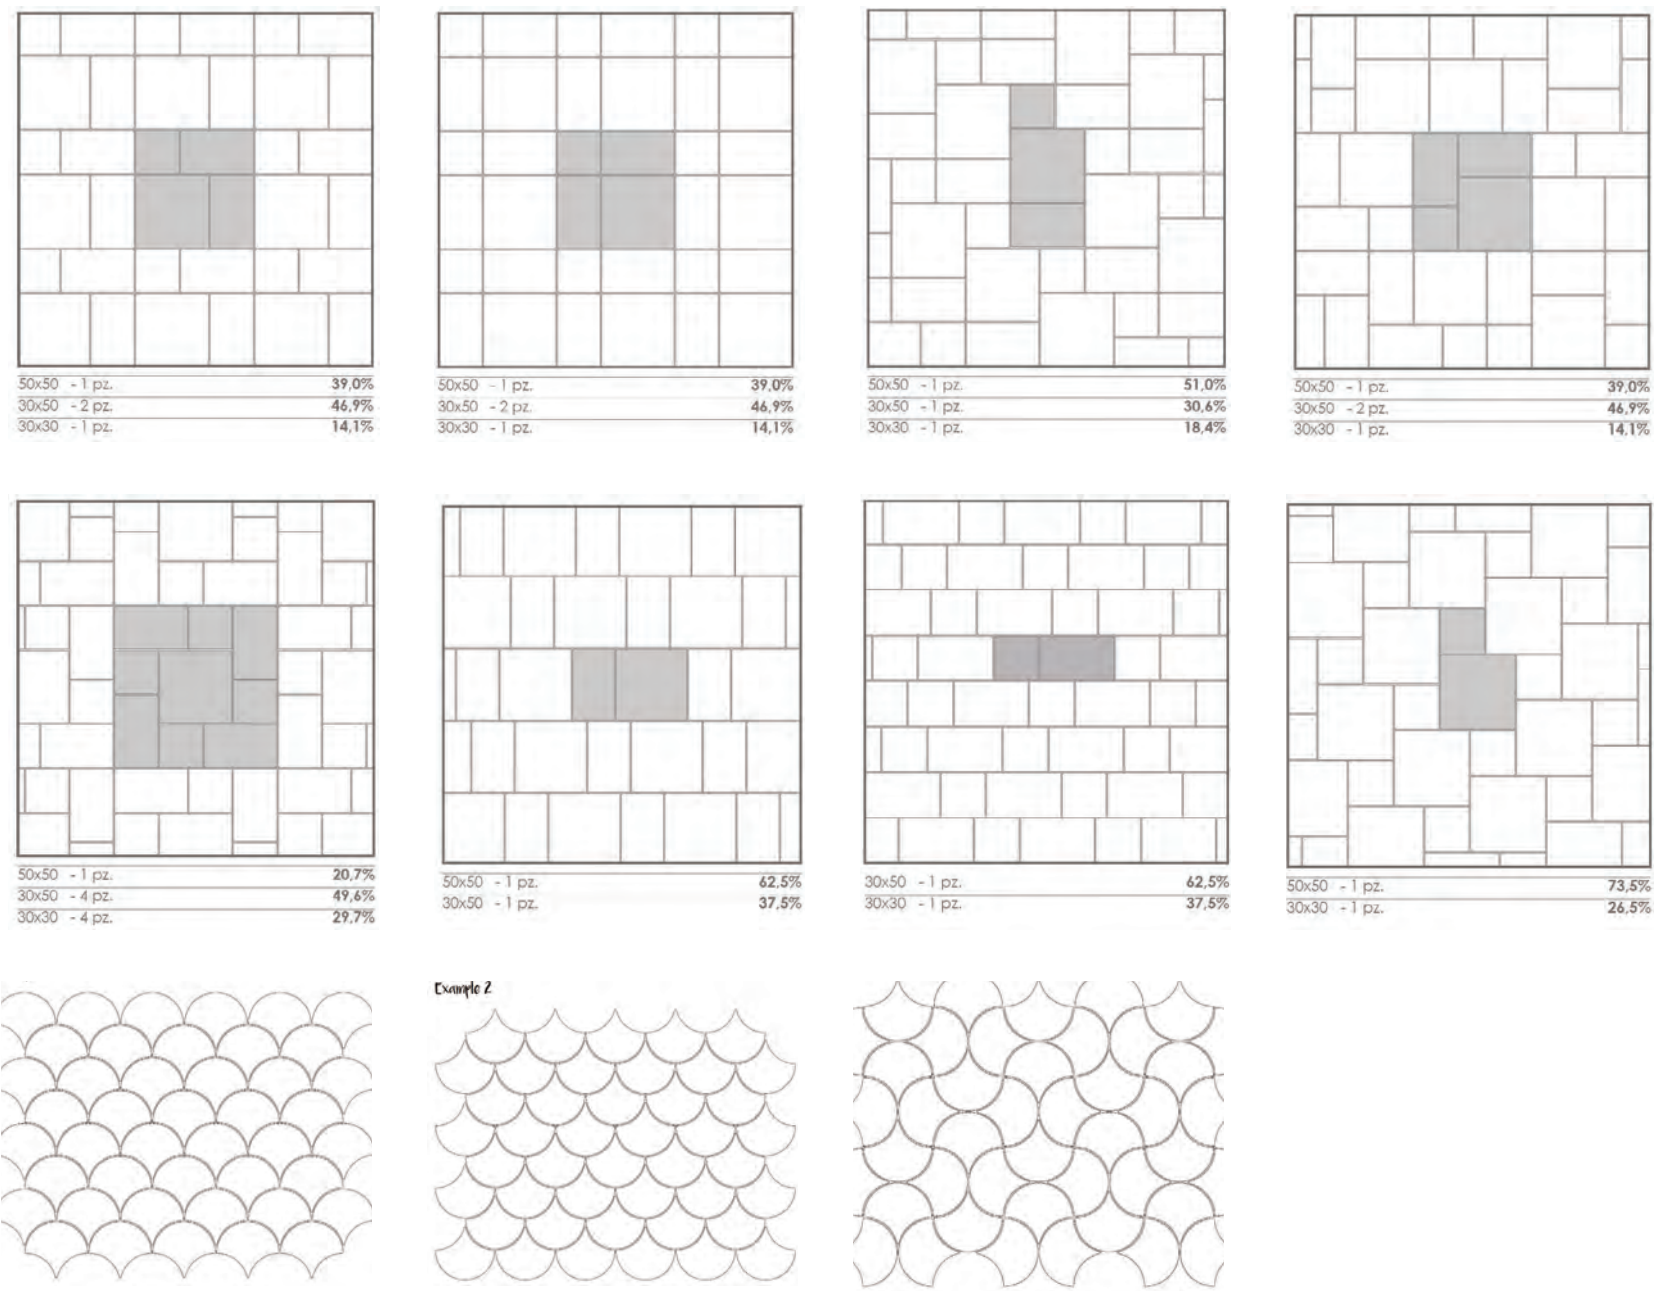 50x50 - 1 pz. 39,0%
30x50 - 2 pz. 46,9%
30x30 - 1 pz. 14,1%
50x50 - 1 pz. 39,0%
30x50 - 2 pz. 46,9%
30x30 - 1 pz. 14,1%
50x50 - 1 pz. 51,0%
30x50 - 1 pz. 30,6%
30x30 - 1 pz. 18,4%
50x50 - 1 pz. 39,0%
30x50 - 2 pz. 46,9%
30x30 - 1 pz. 14,1%
50x50 - 1 pz. 20,7%
30x50 - 4 pz. 49,6%
30x30 - 4 pz. 29,7%
50x50 - 1 pz. 62,5%
30x50 - 1 pz. 37,5%
30x50 - 1 pz. 62,5%
30x30 - 1 pz. 37,5%
50x50 - 1 pz. 73,5%
30x30 - 1 pz. 26,5%
Example 2